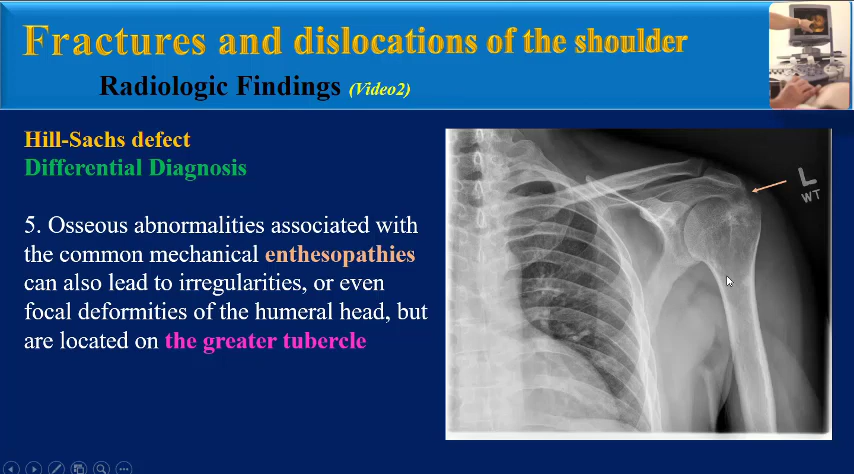 Fractures and dislocations of the shoulder
Radiologic Findings (Video2)
Hill-Sachs defect
Differential Diagnosis
5. Osseous abnormalities associated with
the common mechanical enthesopathies
can also lead to irregularities, or even
focal deformities of the humeral head, but
are located on the greater tubercle
L
WT